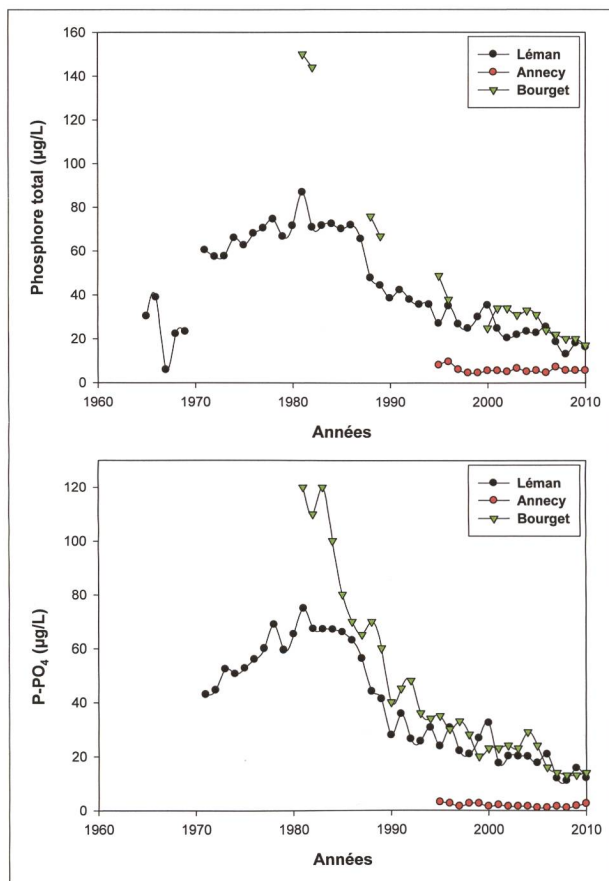 160
140
120
100
80
60
40
20
0
Phosphore total (µg/L)
Léman
Annecy
Bourget
1960 1970 1980 1990 2000 2010
Années
120
100
80
60
40
20
0
P-PO₄ (µg/L)
Léman
Annecy
Bourget
1960 1970 1980 1990 2000 2010
Années